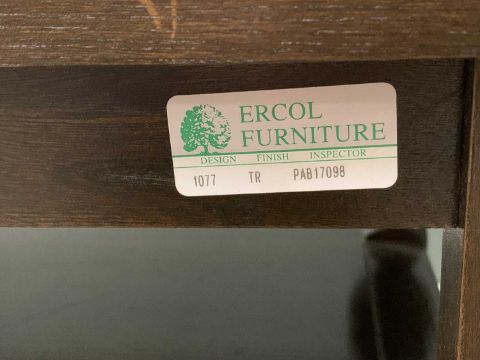 ERCOL
FURNITURE
DESIGN FINISH INSPECTOR
1077 TR PAB17098